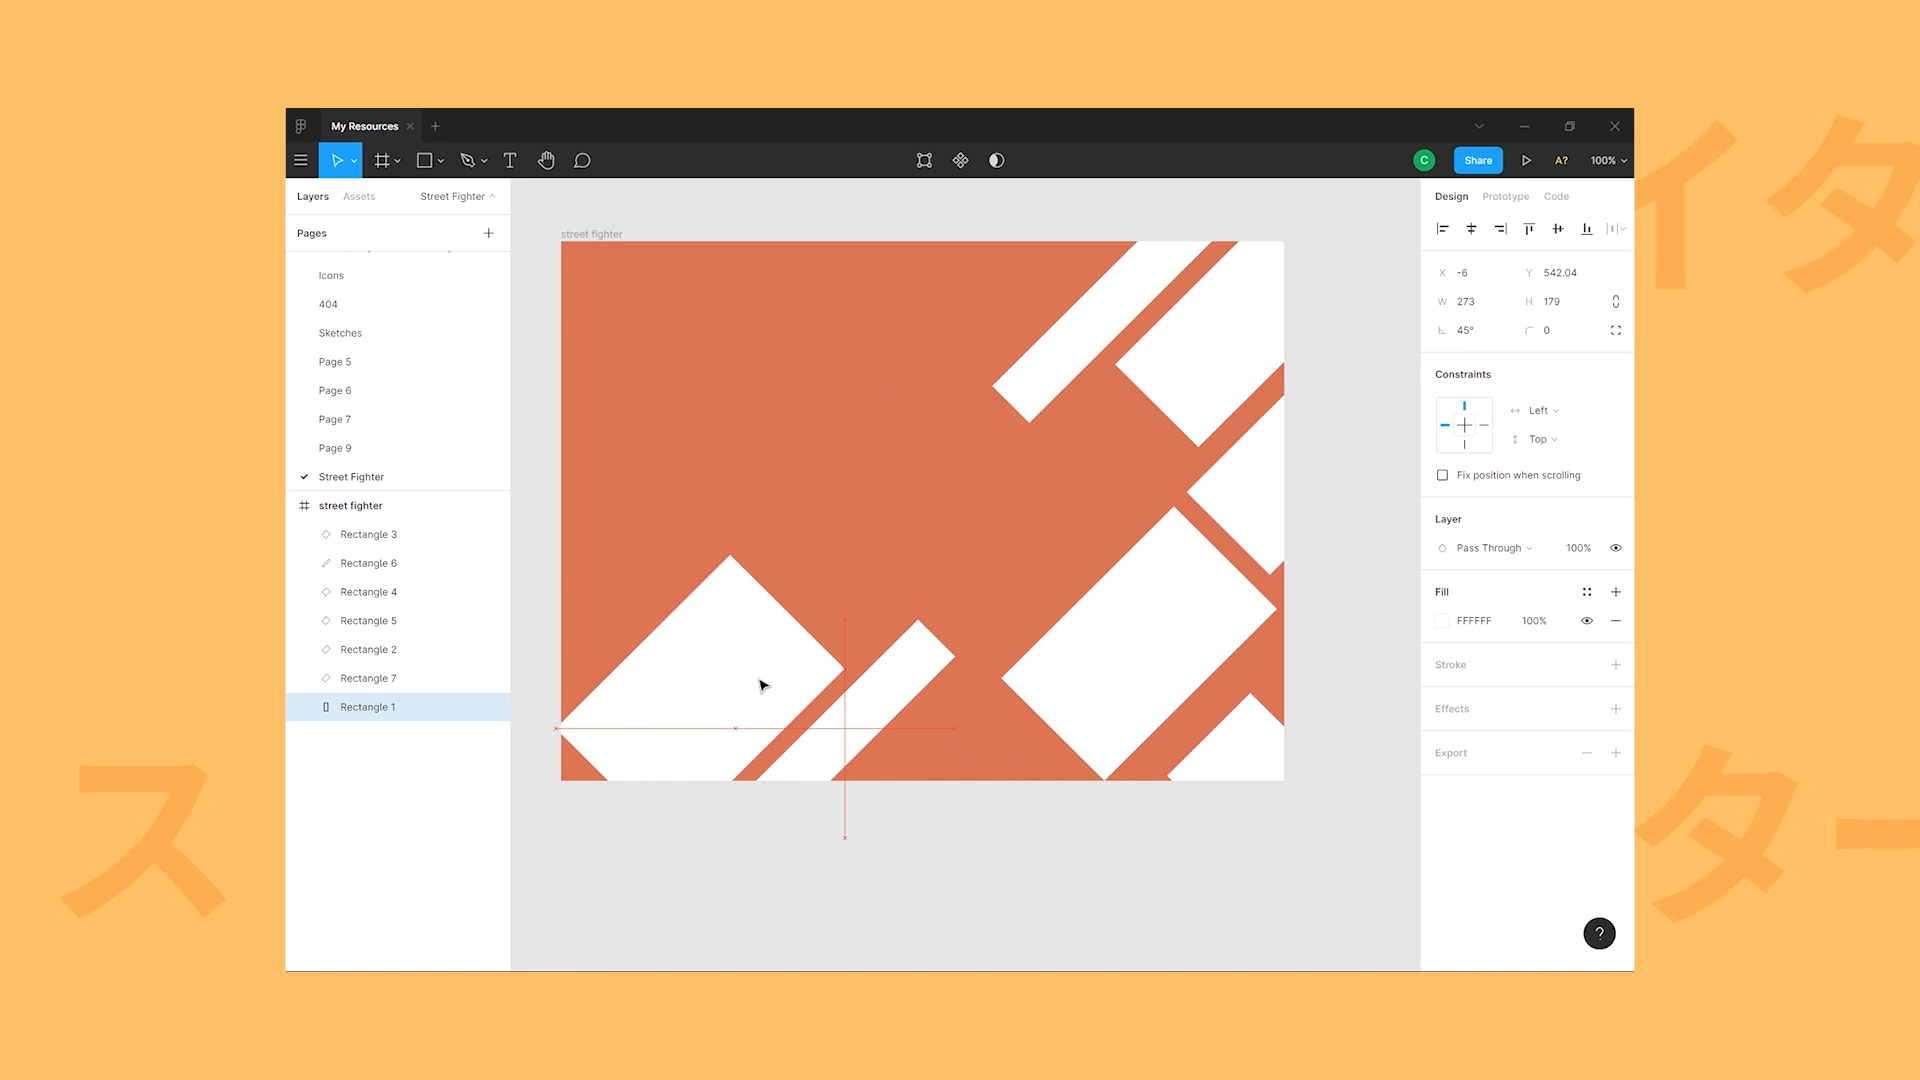 My Resources
C
Share
A?
100%
Layers
Assets
Street Fighter
Pages
Icons
404
Sketches
Page 5
Page 6
Page 7
Page 9
Street Fighter
street fighter
Rectangle 3
Rectangle 6
Rectangle 4
Rectangle 5
Rectangle 2
Rectangle 7
Rectangle 1
street fighter
Design
Prototype
Code
X -6 Y 542.04
W 273 H 179
45° 0
Constraints
Left
Top
Fix position when scrolling
Layer
Pass Through 100%
Fill
FFFFFF 100%
Stroke
Effects
Export
?
イタ
ス
ター